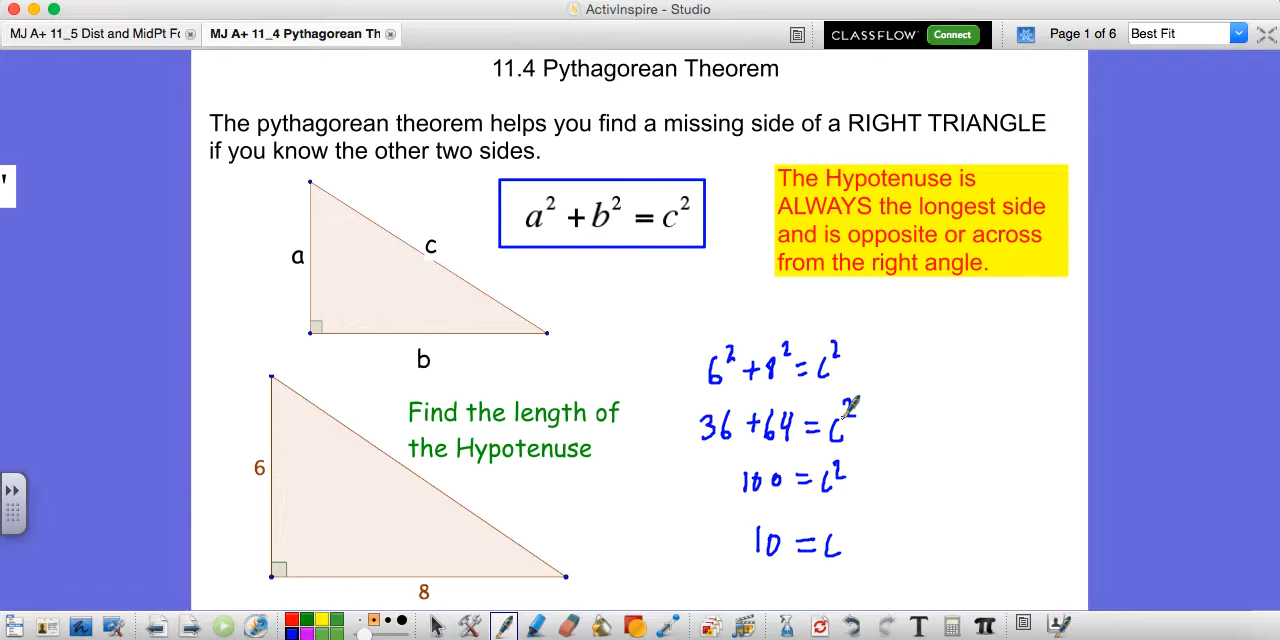 ActivInspire - Studio
MJ A+ 11_5 Dist and MidPt Fo
MJ A+ 11_4 Pythagorean Th
CLASSFLOW
Connect
Page 1 of 6
Best Fit
11.4 Pythagorean Theorem
The pythagorean theorem helps you find a missing side of a RIGHT TRIANGLE
if you know the other two sides.
a² + b² = c²
The Hypotenuse is
ALWAYS the longest side
and is opposite or across
from the right angle.
a
c
b
6² + 8² = c²
36 + 64 = c²
100 = c²
10 = c
Find the length of
the Hypotenuse
6
8